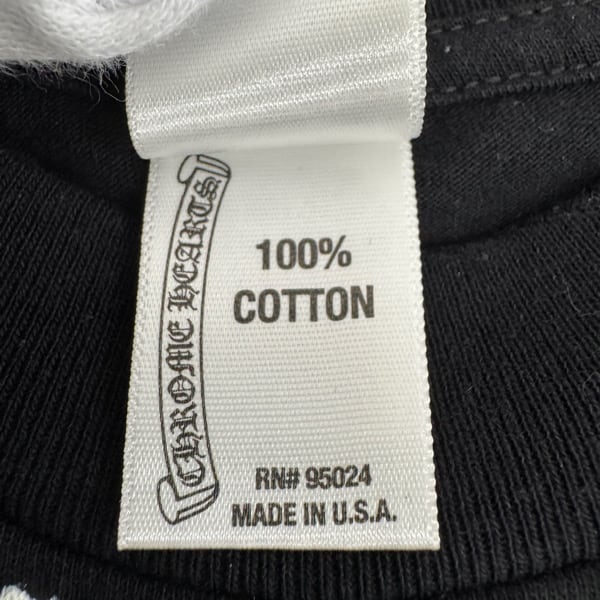 CHROME HEARTS
100%
COTTON
RN# 95024
MADE IN U.S.A.